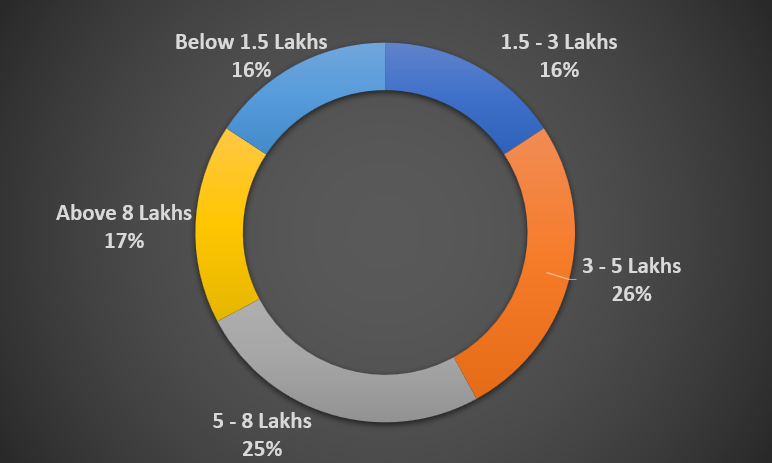 Below 1.5 Lakhs
16%
1.5 - 3 Lakhs
16%
Above 8 Lakhs
17%
3 - 5 Lakhs
26%
5 - 8 Lakhs
25%